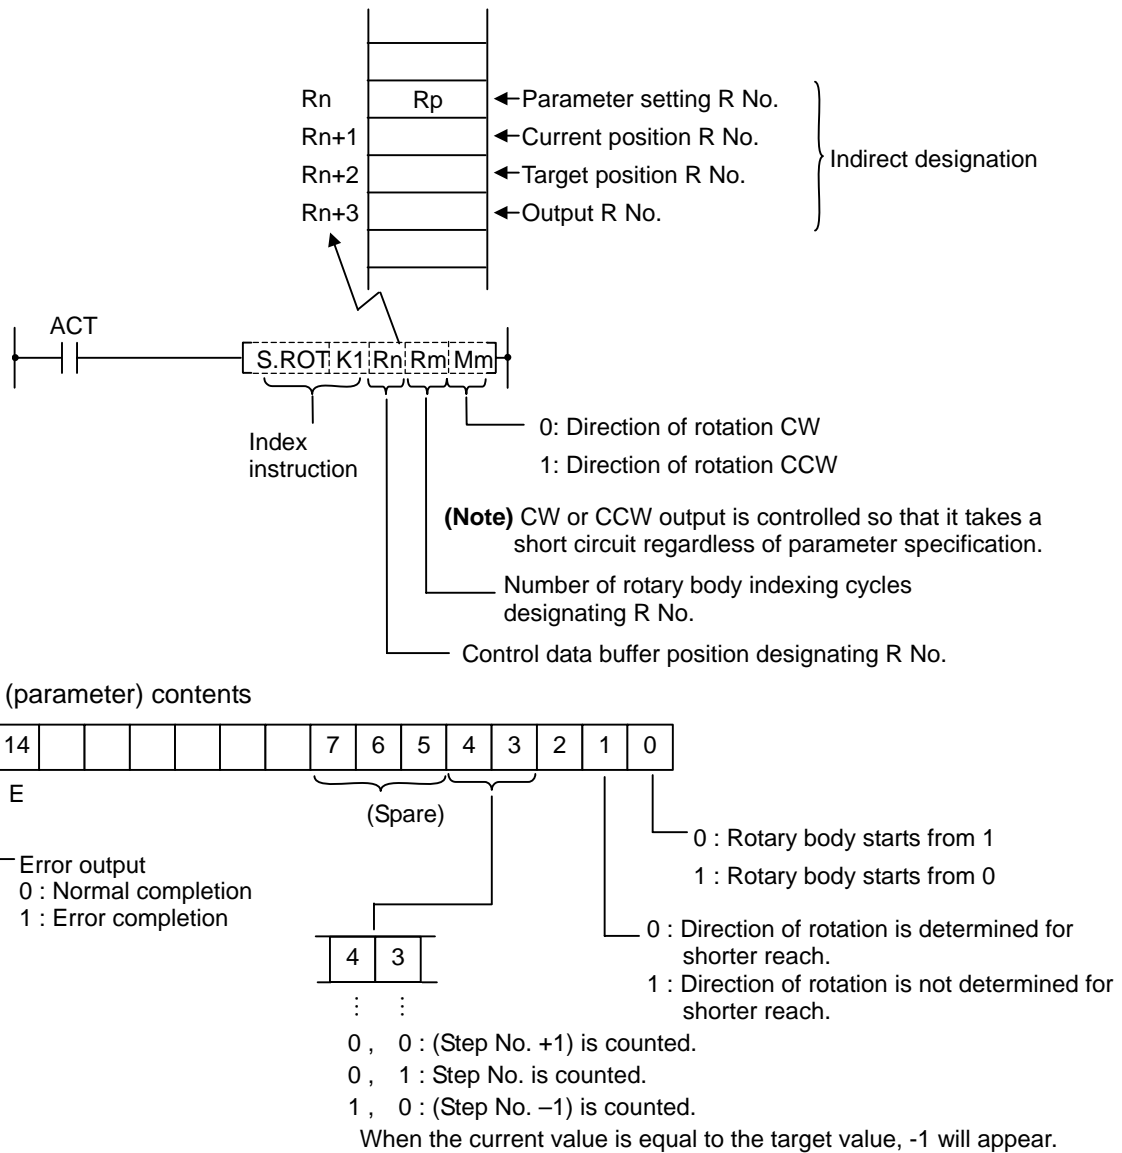 Rn Rp Parameter setting R No.
Rn+1 Current position R No.
Rn+2 Target position R No.
Rn+3 Output R No.
Indirect designation
ACT
S.ROT K1 Rn Rm Mm
Index
instruction
0: Direction of rotation CW
1: Direction of rotation CCW
(Note) CW or CCW output is controlled so that it takes a
short circuit regardless of parameter specification.
Number of rotary body indexing cycles
designating R No.
Control data buffer position designating R No.
(parameter) contents
14 7 6 5 4 3 2 1 0
E
(Spare)
0 : Rotary body starts from 1
1 : Rotary body starts from 0
Error output
0 : Normal completion
1 : Error completion
0 : Direction of rotation is determined for
shorter reach.
1 : Direction of rotation is not determined for
shorter reach.
4 3
0 , 0 : (Step No. +1) is counted.
0 , 1 : Step No. is counted.
1 , 0 : (Step No. –1) is counted.
When the current value is equal to the target value, -1 will appear.